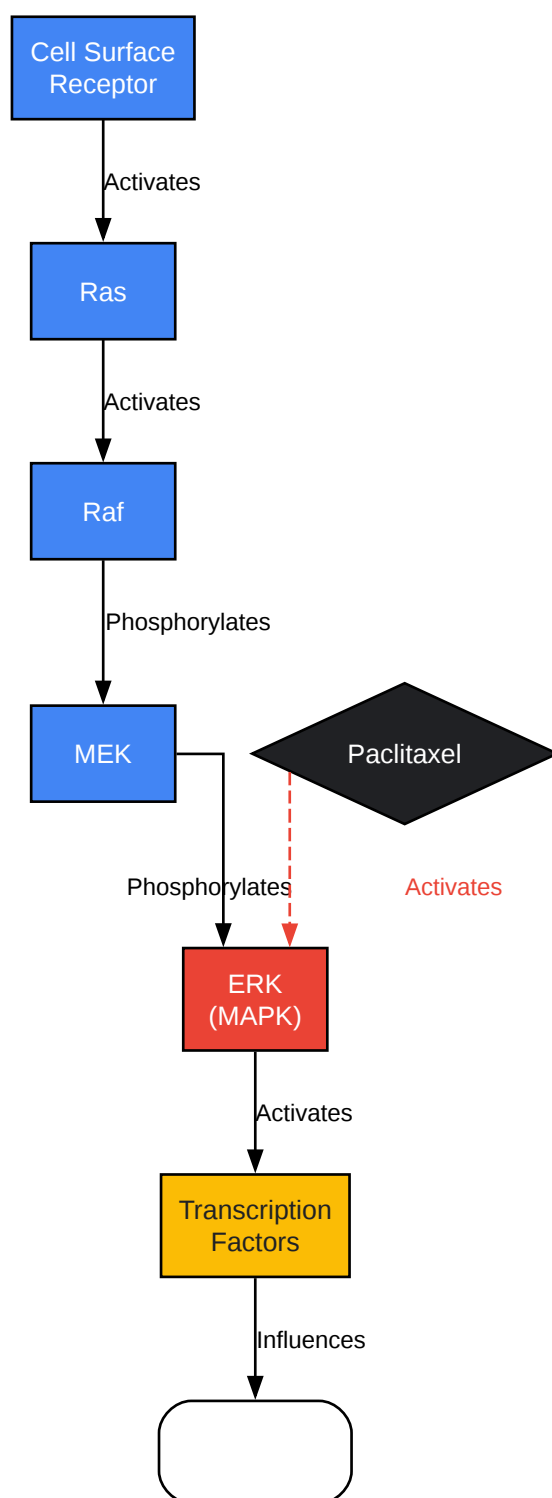 Cell Surface
Receptor
Activates
Ras
Activates
Raf
Phosphorylates
MEK
Paclitaxel
Phosphorylates
Activates
ERK
(MAPK)
Activates
Transcription
Factors
Influences